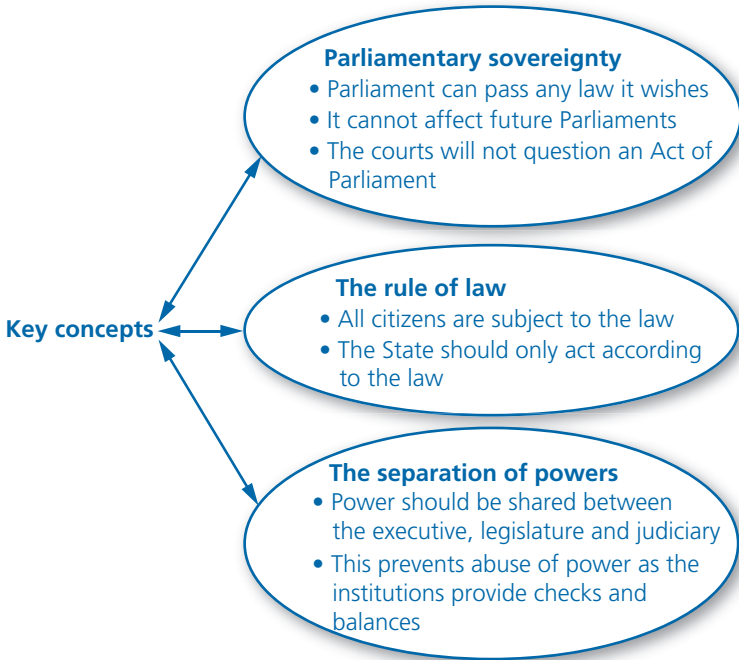 Parliamentary sovereignty
• Parliament can pass any law it wishes
• It cannot affect future Parliaments
• The courts will not question an Act of
Parliament
The rule of law
• All citizens are subject to the law
• The State should only act according
to the law
Key concepts
The separation of powers
• Power should be shared between
the executive, legislature and judiciary
• This prevents abuse of power as the
institutions provide checks and
balances